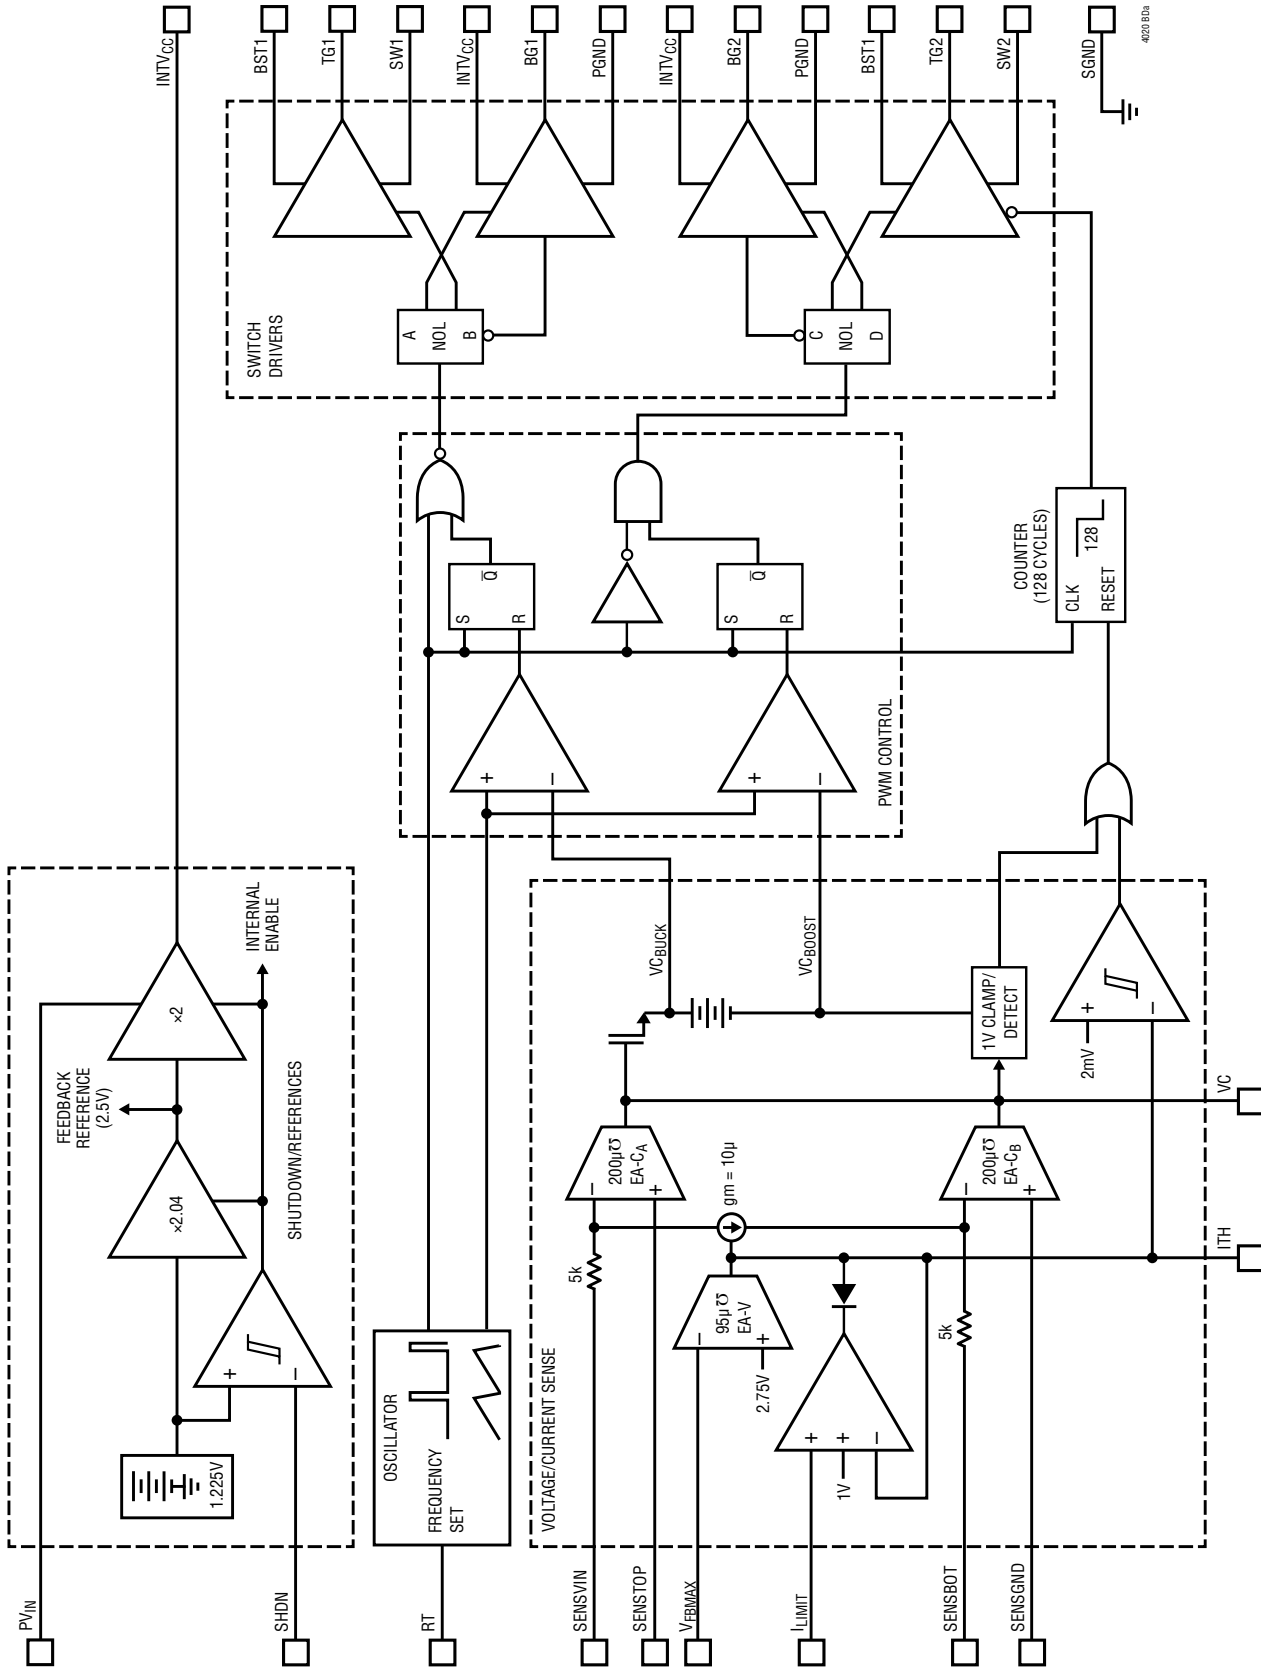 PVIN
SHDN
1.225V
+
−
×2.04
FEEDBACK
REFERENCE
(2.5V)
×2
INTERNAL
ENABLE
SHUTDOWN/REFERENCES
INTVCC
RT
OSCILLATOR
FREQUENCY
SET
PWM CONTROL
+
−
+
−
S
R
Q̅
S
R
Q̅
SWITCH
DRIVERS
A
NOL
B
C
NOL
D
BST1
TG1
SW1
INTVCC
BG1
PGND
INTVCC
BG2
PGND
BST1
TG2
SW2
SGND
4020 BDa
COUNTER
(128 CYCLES)
CLK
RESET
128
VOLTAGE/CURRENT SENSE
SENSVIN
SENSTOP
VFBMAX
ILIMIT
SENSBOT
SENSGND
5k
5k
−
+
200µ℧
EA-CA
gm = 10µ
−
+
95µ℧
EA-V
2.75V
+
+
−
1V
−
+
200µ℧
EA-CB
VCBUCK
VCBOOST
1V CLAMP/
DETECT
2mV
+
−
VC
ITH